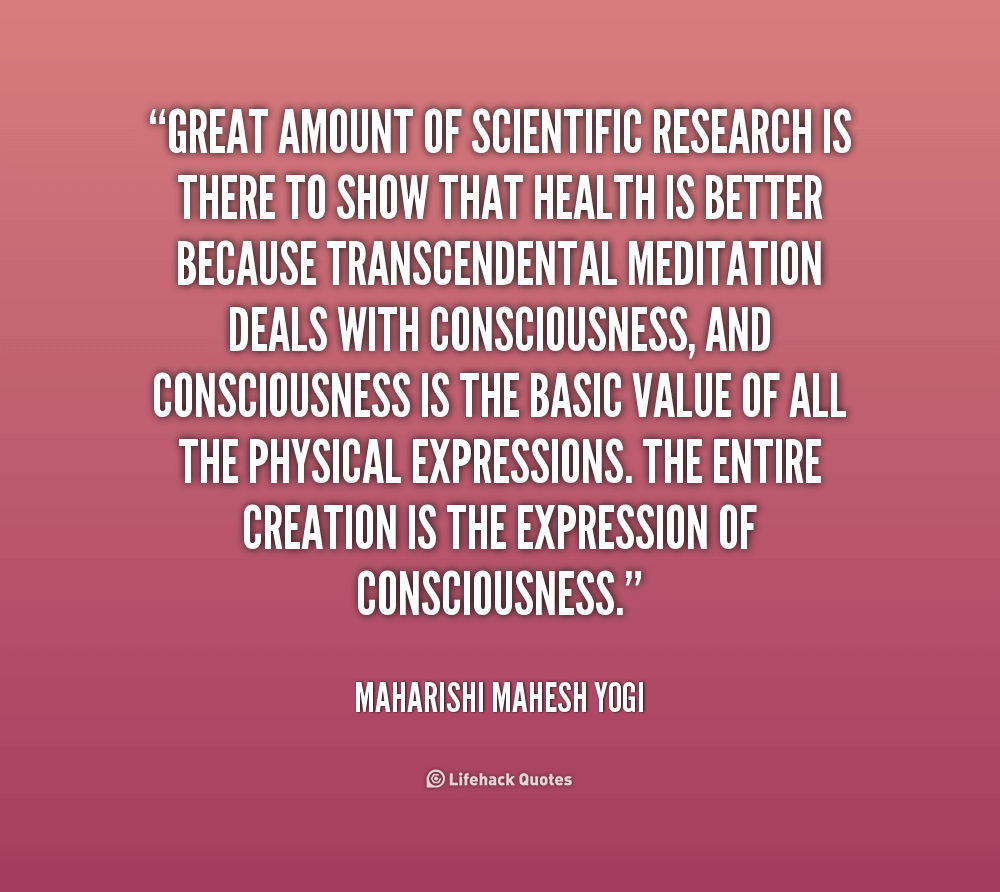 “GREAT AMOUNT OF SCIENTIFIC RESEARCH IS
THERE TO SHOW THAT HEALTH IS BETTER
BECAUSE TRANSCENDENTAL MEDITATION
DEALS WITH CONSCIOUSNESS, AND
CONSCIOUSNESS IS THE BASIC VALUE OF ALL
THE PHYSICAL EXPRESSIONS. THE ENTIRE
CREATION IS THE EXPRESSION OF
CONSCIOUSNESS.”
MAHARISHI MAHESH YOGI
Lifehack Quotes